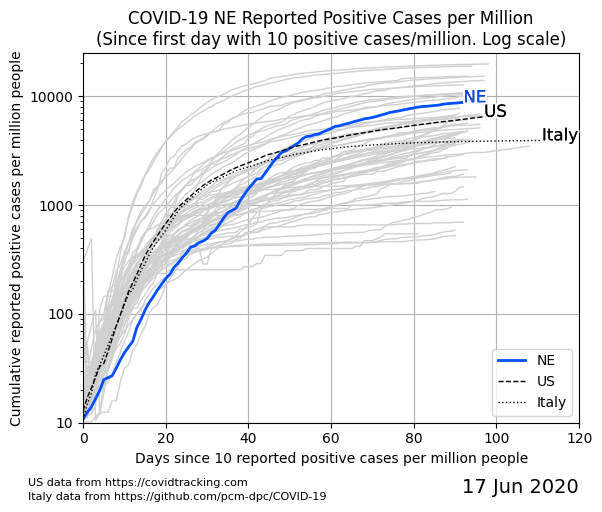 COVID-19 NE Reported Positive Cases per Million
(Since first day with 10 positive cases/million. Log scale)
Cumulative reported positive cases per million people
10000
1000
100
10
NE
US
Italy
NE
US
Italy
0 20 40 60 80 100 120
Days since 10 reported positive cases per million people
US data from https://covidtracking.com
Italy data from https://github.com/pcm-dpc/COVID-19
17 Jun 2020